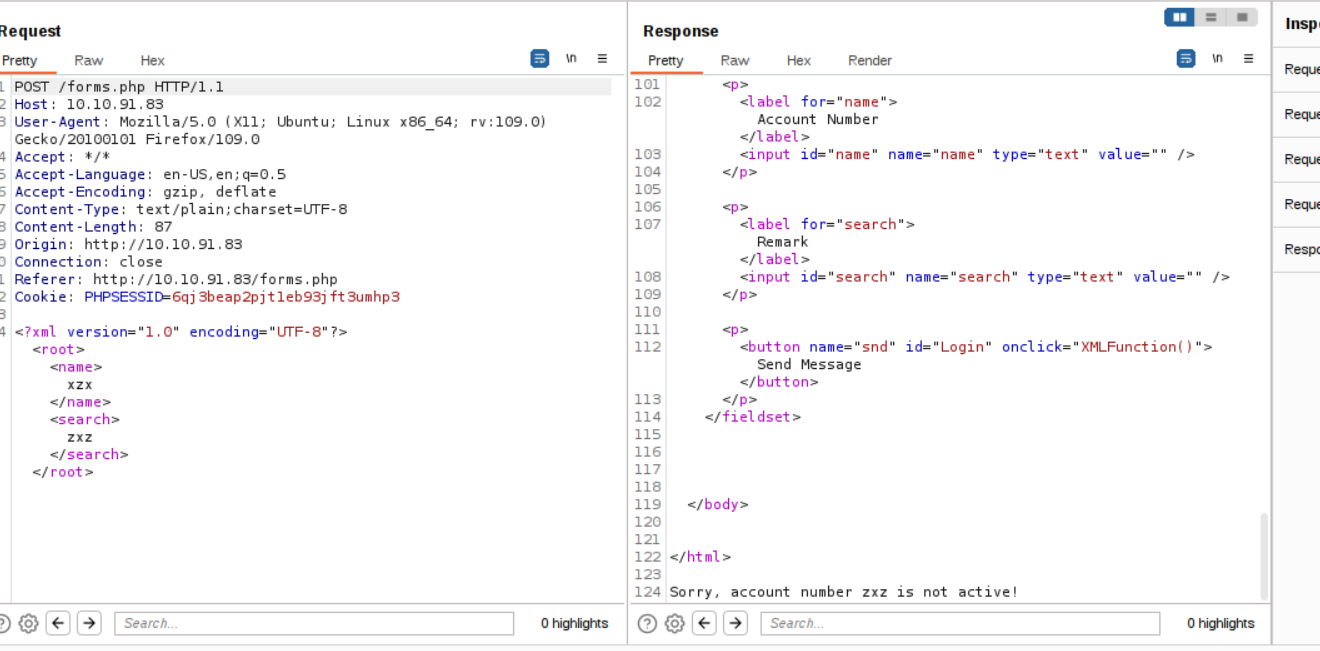 Request
Pretty Raw Hex \n
1 POST /forms.php HTTP/1.1
2 Host: 10.10.91.83
3 User-Agent: Mozilla/5.0 (X11; Ubuntu; Linux x86_64; rv:109.0)
Gecko/20100101 Firefox/109.0
4 Accept: */*
5 Accept-Language: en-US,en;q=0.5
6 Accept-Encoding: gzip, deflate
7 Content-Type: text/plain;charset=UTF-8
8 Content-Length: 87
9 Origin: http://10.10.91.83
0 Connection: close
1 Referer: http://10.10.91.83/forms.php
2 Cookie: PHPSESSID=6qj3beap2pjt1eb93jft3umhp3
3
4 <?xml version="1.0" encoding="UTF-8"?>
<root>
<name>
xzx
</name>
<search>
zxz
</search>
</root>
Search... 0 highlights
Response
Pretty Raw Hex Render \n
101 <p>
102 <label for="name">
Account Number
</label>
103 <input id="name" name="name" type="text" value="" />
104 </p>
105
106 <p>
107 <label for="search">
Remark
</label>
108 <input id="search" name="search" type="text" value="" />
109 </p>
110
111 <p>
112 <button name="snd" id="Login" onclick="XMLFunction()">
Send Message
</button>
113 </p>
114 </fieldset>
115
116
117
118
119 </body>
120
121
122 </html>
123
124 Sorry, account number zxz is not active!
Search... 0 highlights
Inspe
Reque
Reque
Reque
Reque
Respo